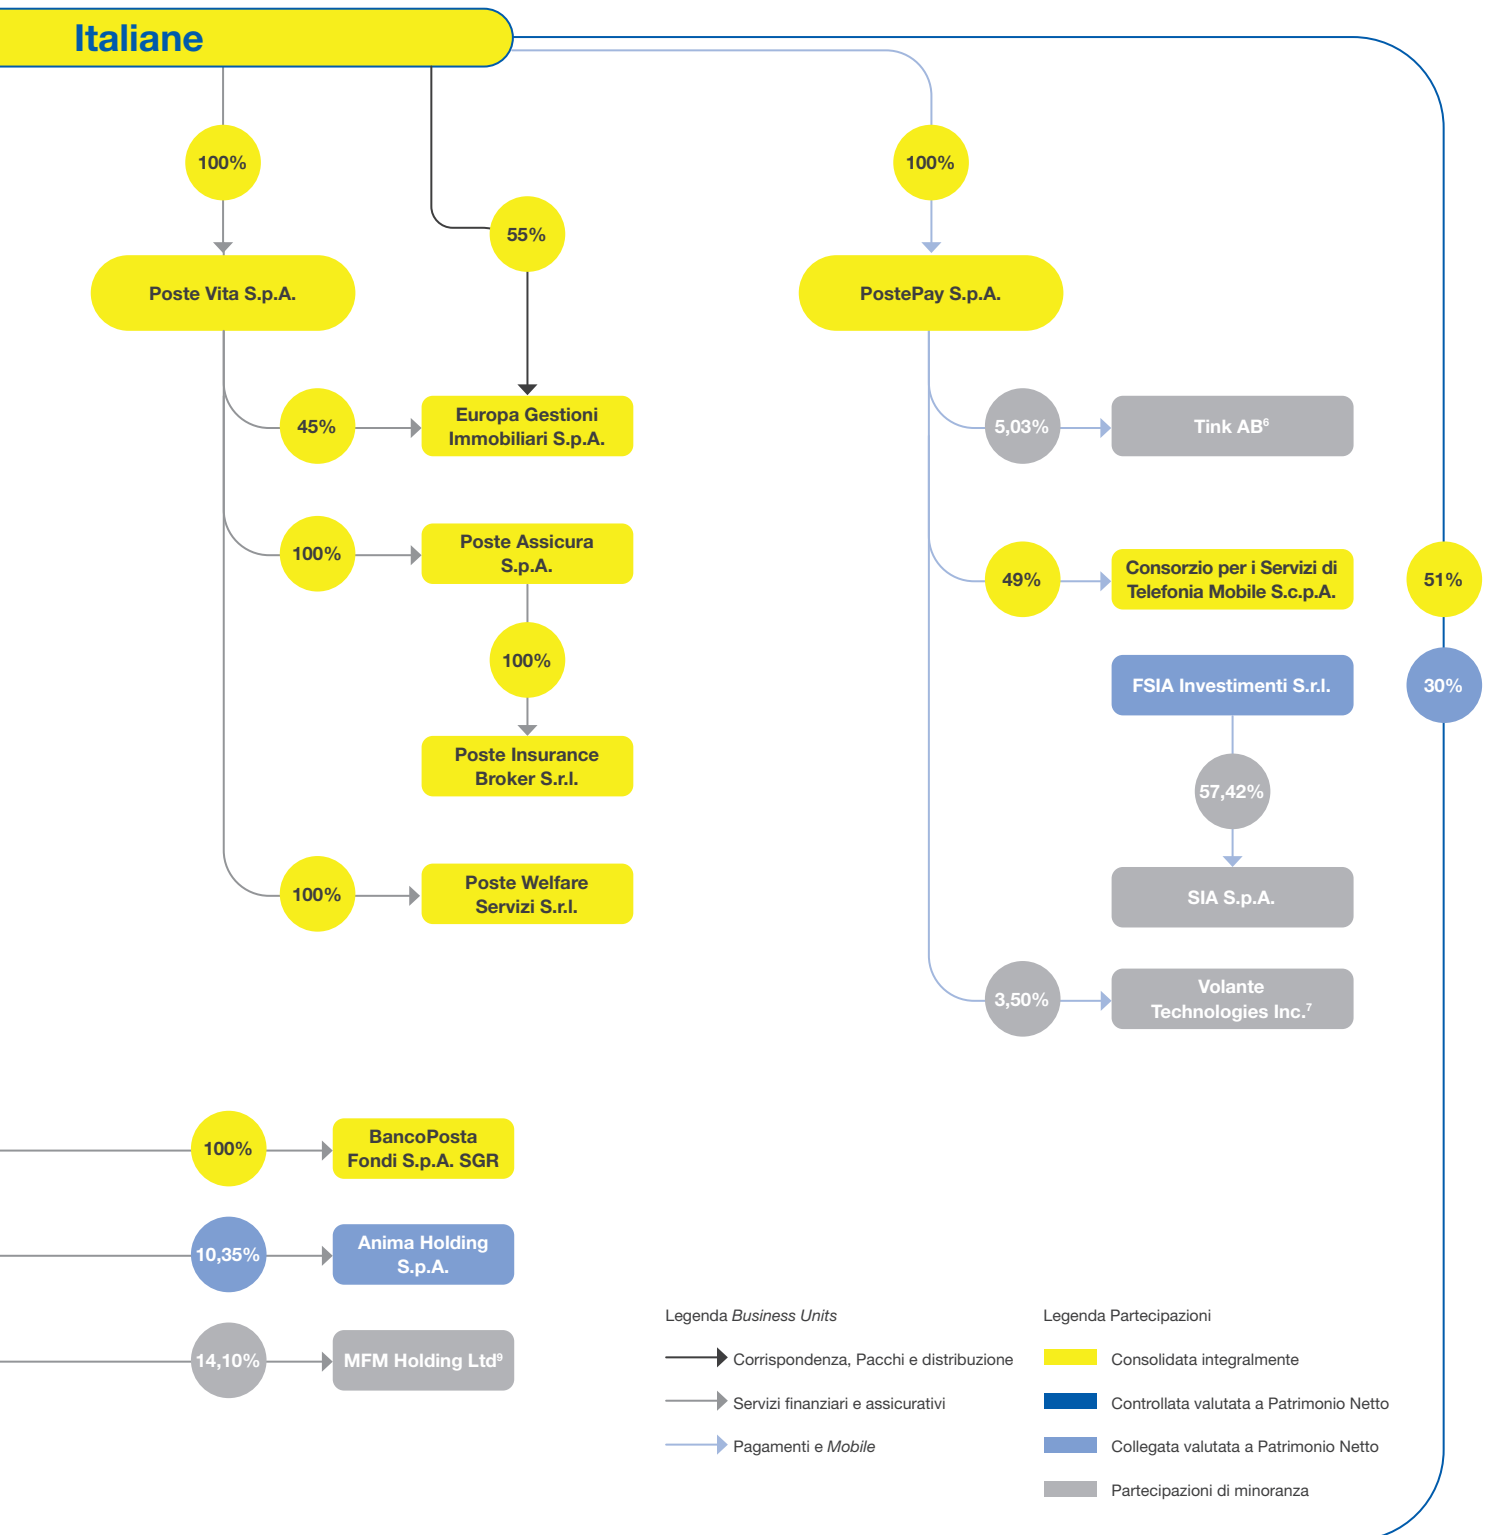 Italiane
100%
100%
55%
Poste Vita S.p.A.
PostePay S.p.A.
45%
Europa Gestioni
Immobiliari S.p.A.
5,03%
Tink AB⁶
100%
Poste Assicura
S.p.A.
49%
Consorzio per i Servizi di
Telefonia Mobile S.c.p.A.
51%
100%
FSIA Investimenti S.r.l.
30%
Poste Insurance
Broker S.r.l.
57,42%
100%
Poste Welfare
Servizi S.r.l.
SIA S.p.A.
3,50%
Volante
Technologies Inc.⁷
100%
BancoPosta
Fondi S.p.A. SGR
10,35%
Anima Holding
S.p.A.
14,10%
MFM Holding Ltd⁹
Legenda Business Units
Corrispondenza, Pacchi e distribuzione
Servizi finanziari e assicurativi
Pagamenti e Mobile
Legenda Partecipazioni
Consolidata integralmente
Controllata valutata a Patrimonio Netto
Collegata valutata a Patrimonio Netto
Partecipazioni di minoranza